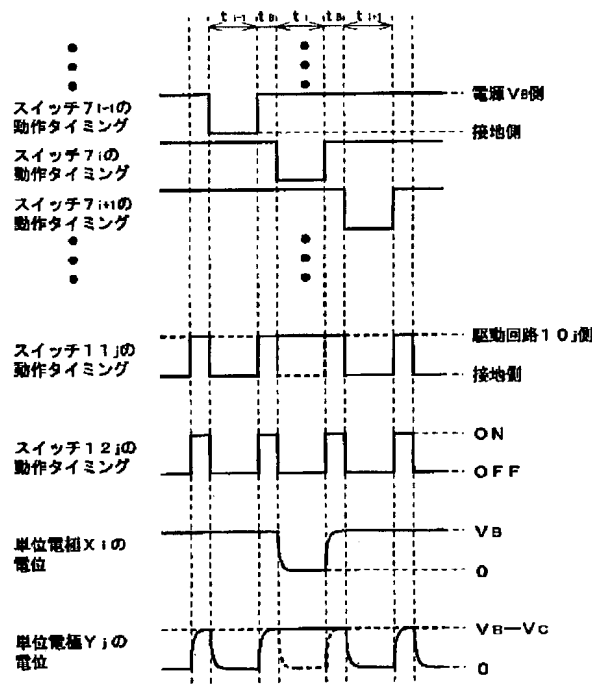 t i-1 t B t i t B t i+1
電源VB側
スイッチ7i-1の
動作タイミング
接地側
スイッチ7iの
動作タイミング
スイッチ7i+1の
動作タイミング
駆動回路10j側
スイッチ11jの
動作タイミング
接地側
ON
スイッチ12jの
動作タイミング
OFF
VB
単位電極Xiの
電位
0
VB−VC
単位電極Yjの
電位
0